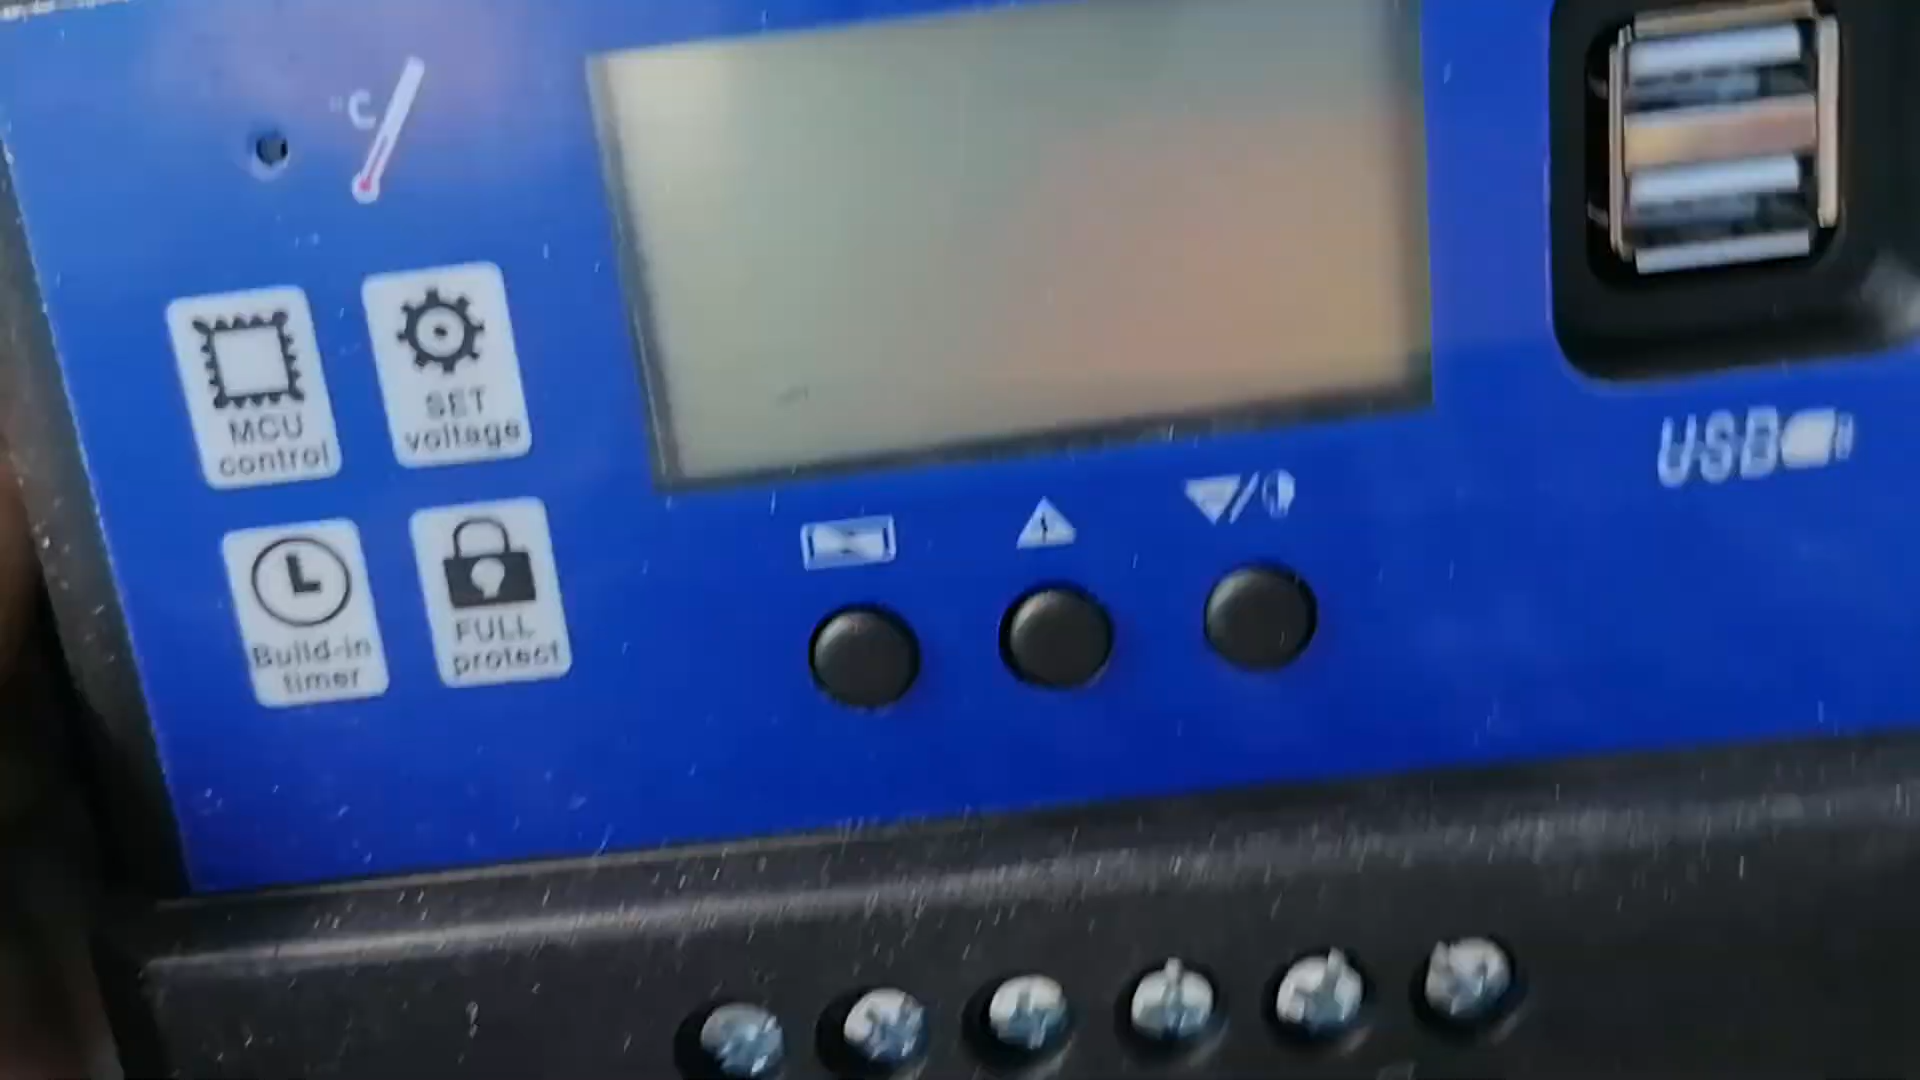 °C
MCU
control
SET
voltage
Build-in
timer
FULL
protect
USB